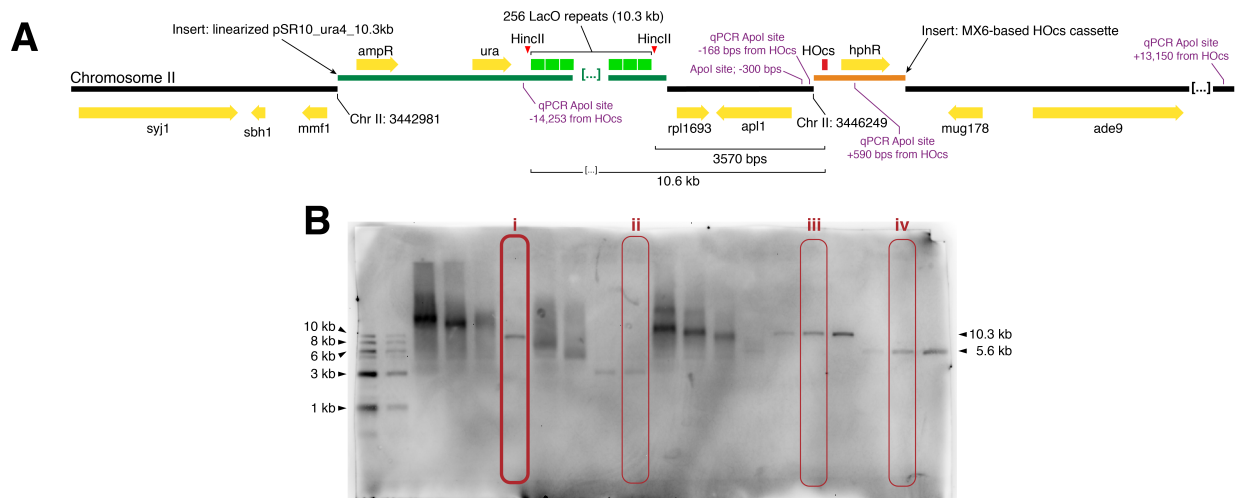 A
Insert: linearized pSR10_ura4_10.3kb
256 LacO repeats (10.3 kb)
Insert: MX6-based HOcs cassette
ampR
ura
HincII
HincII
qPCR ApoI site
-168 bps from HOcs
HOcs
hphR
qPCR ApoI site
+13,150 from HOcs
Chromosome II
[...]
ApoI site; -300 bps
[...]
syj1
sbh1
mmf1
Chr II: 3442981
qPCR ApoI site
-14,253 from HOcs
rpl1693
apl1
Chr II: 3446249
qPCR ApoI site
+590 bps from HOcs
mug178
ade9
3570 bps
[...]
10.6 kb
B
i
ii
iii
iv
10 kb
8 kb
6 kb
3 kb
1 kb
10.3 kb
5.6 kb